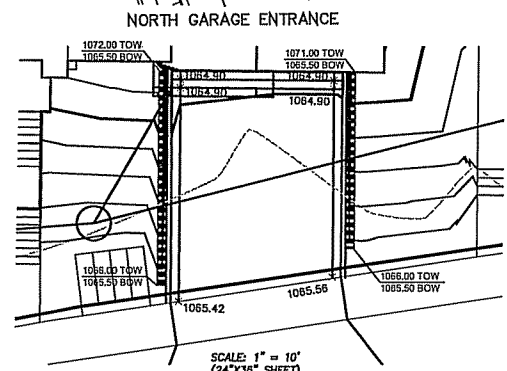 NORTH GARAGE ENTRANCE
1072.00 TOW
1065.50 BOW
1071.00 TOW
1065.50 BOW
1064.90
1064.90
1064.90
1064.90
1066.00 TOW
1065.50 BOW
1066.00 TOW
1065.50 BOW
1065.42
1065.56
SCALE: 1" = 10'
(24"X36" SHEET)